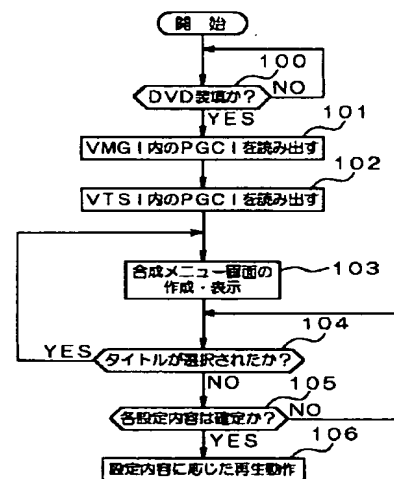 開 始
100
DVD装填か?
NO
YES
101
VMGI内のPGCIを読み出す
102
VTSI内のPGCIを読み出す
合成メニュー画面の
作成・表示
103
104
YES
タイトルが選択されたか?
NO
105
各設定内容は確定か?
NO
YES
106
設定内容に応じた再生動作